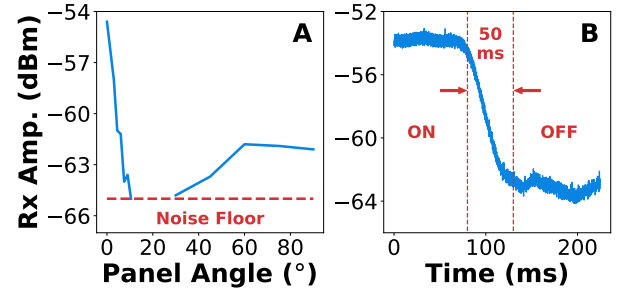 Rx Amp. (dBm)
−54
−57
−60
−63
−66
A
Noise Floor
0
20
40
60
80
Panel Angle (°)
−52
−56
−60
−64
B
50
ms
ON
OFF
0
100
200
Time (ms)